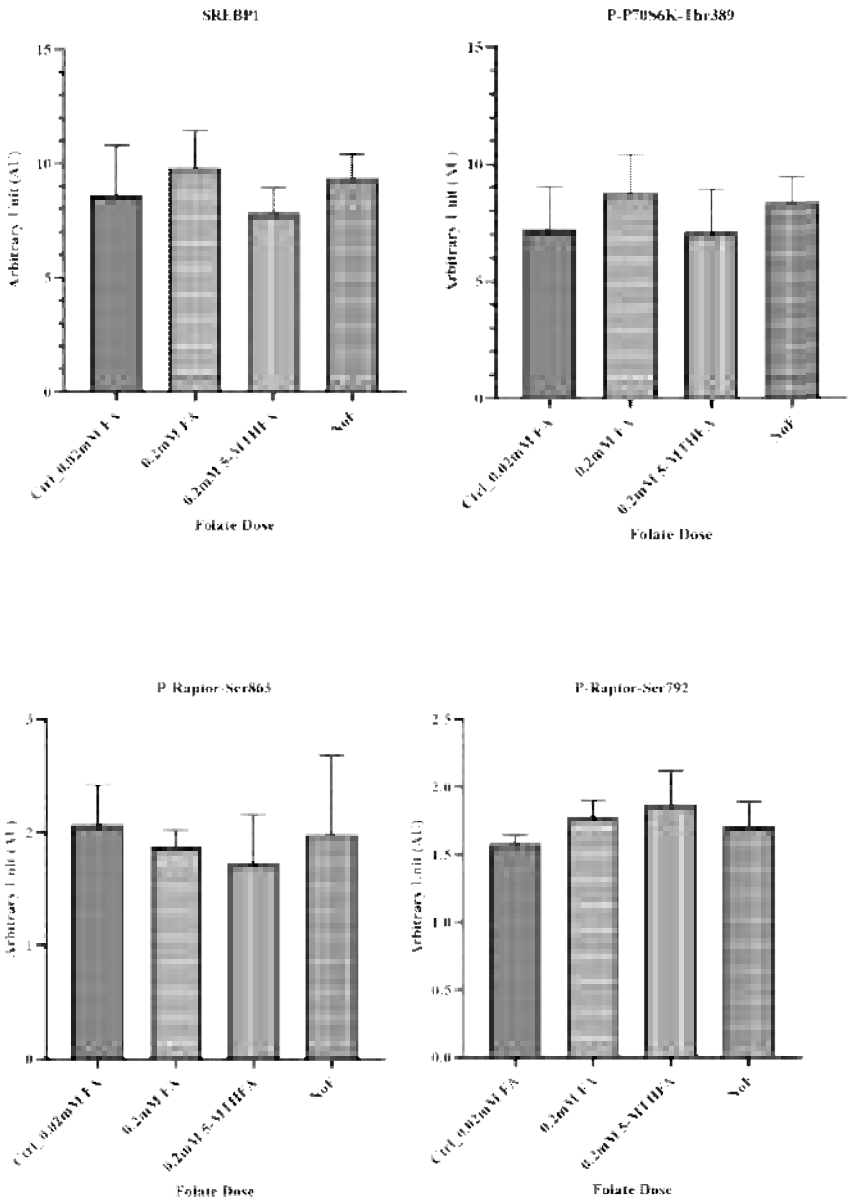 SREBP1
15
10
5
0
Arbitrary Unit (AU)
Ctrl_0.02mM FA
0.2mM FA
0.2mM 5-MTHFA
NoF
Folate Dose
P-P70S6K-Thr389
15
10
5
0
Arbitrary Unit (AU)
Ctrl_0.02mM FA
0.2mM FA
0.2mM 5-MTHFA
NoF
Folate Dose
P-Raptor-Ser863
3
2
1
0
Arbitrary Unit (AU)
Ctrl_0.02mM FA
0.2mM FA
0.2mM 5-MTHFA
NoF
Folate Dose
P-Raptor-Ser792
2.5
2.0
1.5
1.0
0.5
0.0
Arbitrary Unit (AU)
Ctrl_0.02mM FA
0.2mM FA
0.2mM 5-MTHFA
NoF
Folate Dose